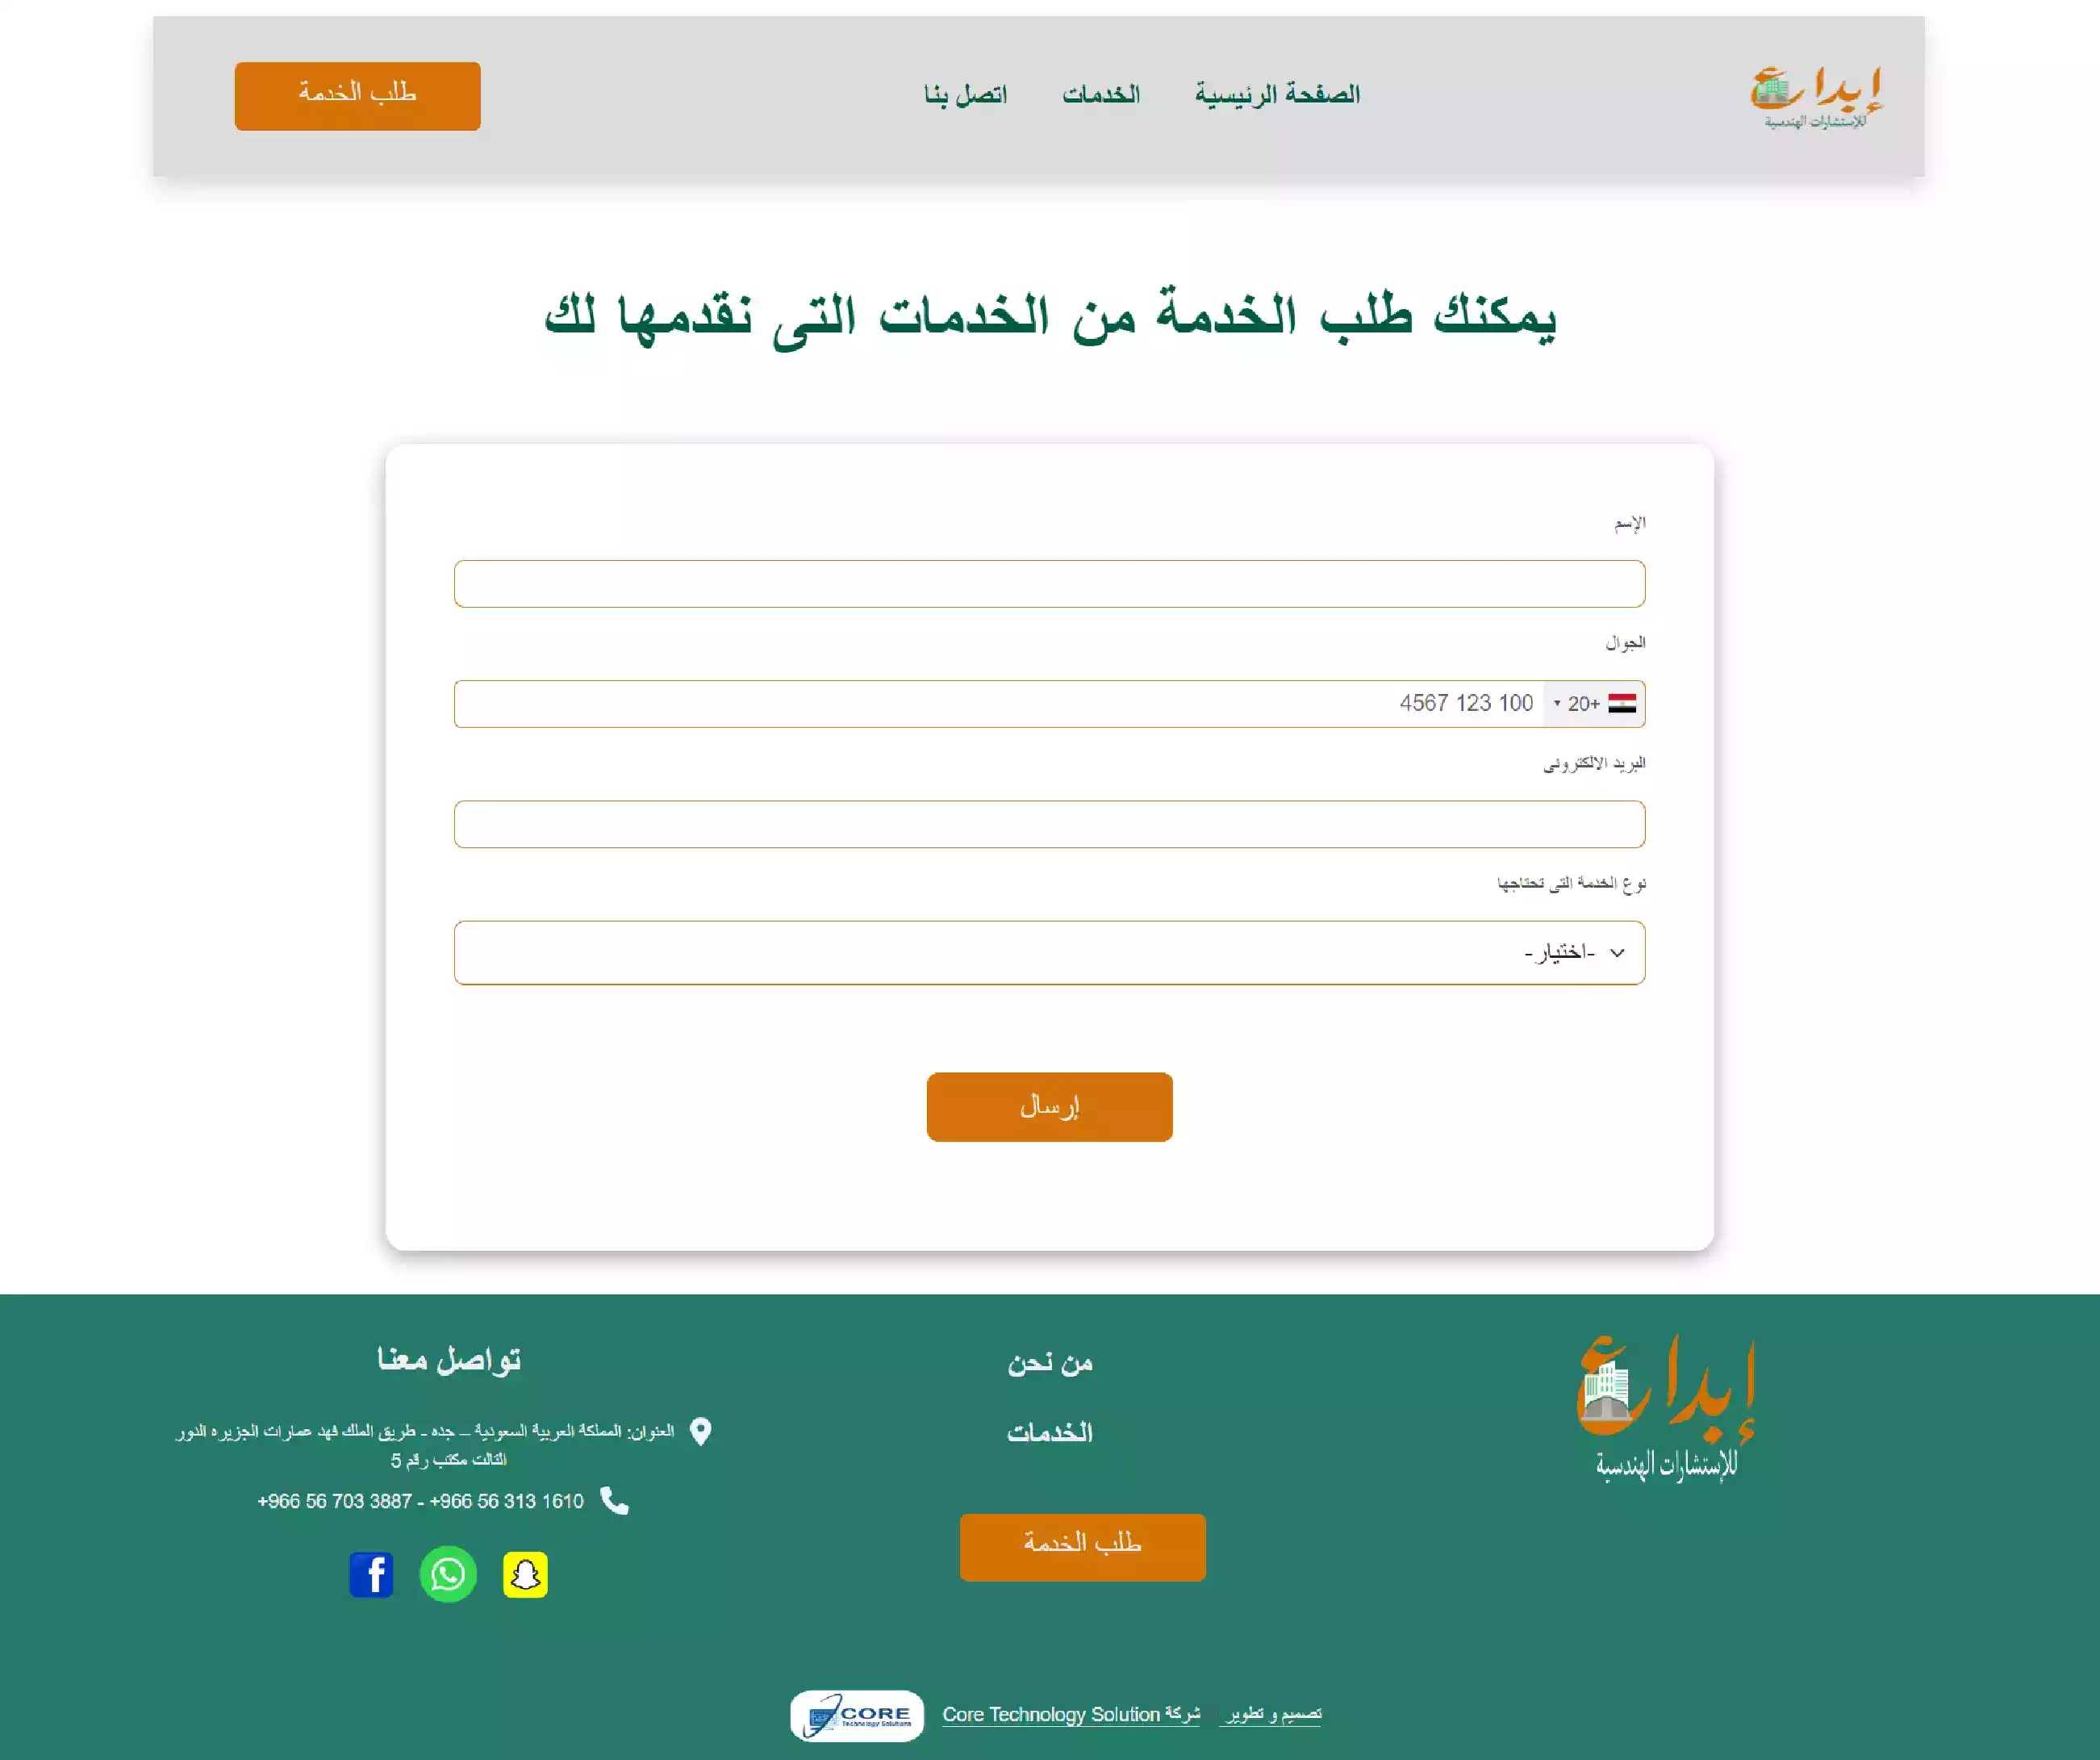 إبداع
للإستشارات الهندسية
الصفحة الرئيسية
الخدمات
اتصل بنا
طلب الخدمة
يمكنك طلب الخدمة من الخدمات التى نقدمها لك
الإسم
الجوال
+20
100 123 4567
البريد الالكترونى
نوع الخدمة التى تحتاجها
-اختيار-
إرسال
إبداع
للإستشارات الهندسية
من نحن
الخدمات
طلب الخدمة
تواصل معنا
العنوان: المملكة العربية السعودية – جده - طريق الملك فهد عمارات الجزيره الدور
الثالث مكتب رقم 5
+966 56 703 3887 - +966 56 313 1610
تصميم و تطوير شركة Core Technology Solution
CORE
Technology Solutions